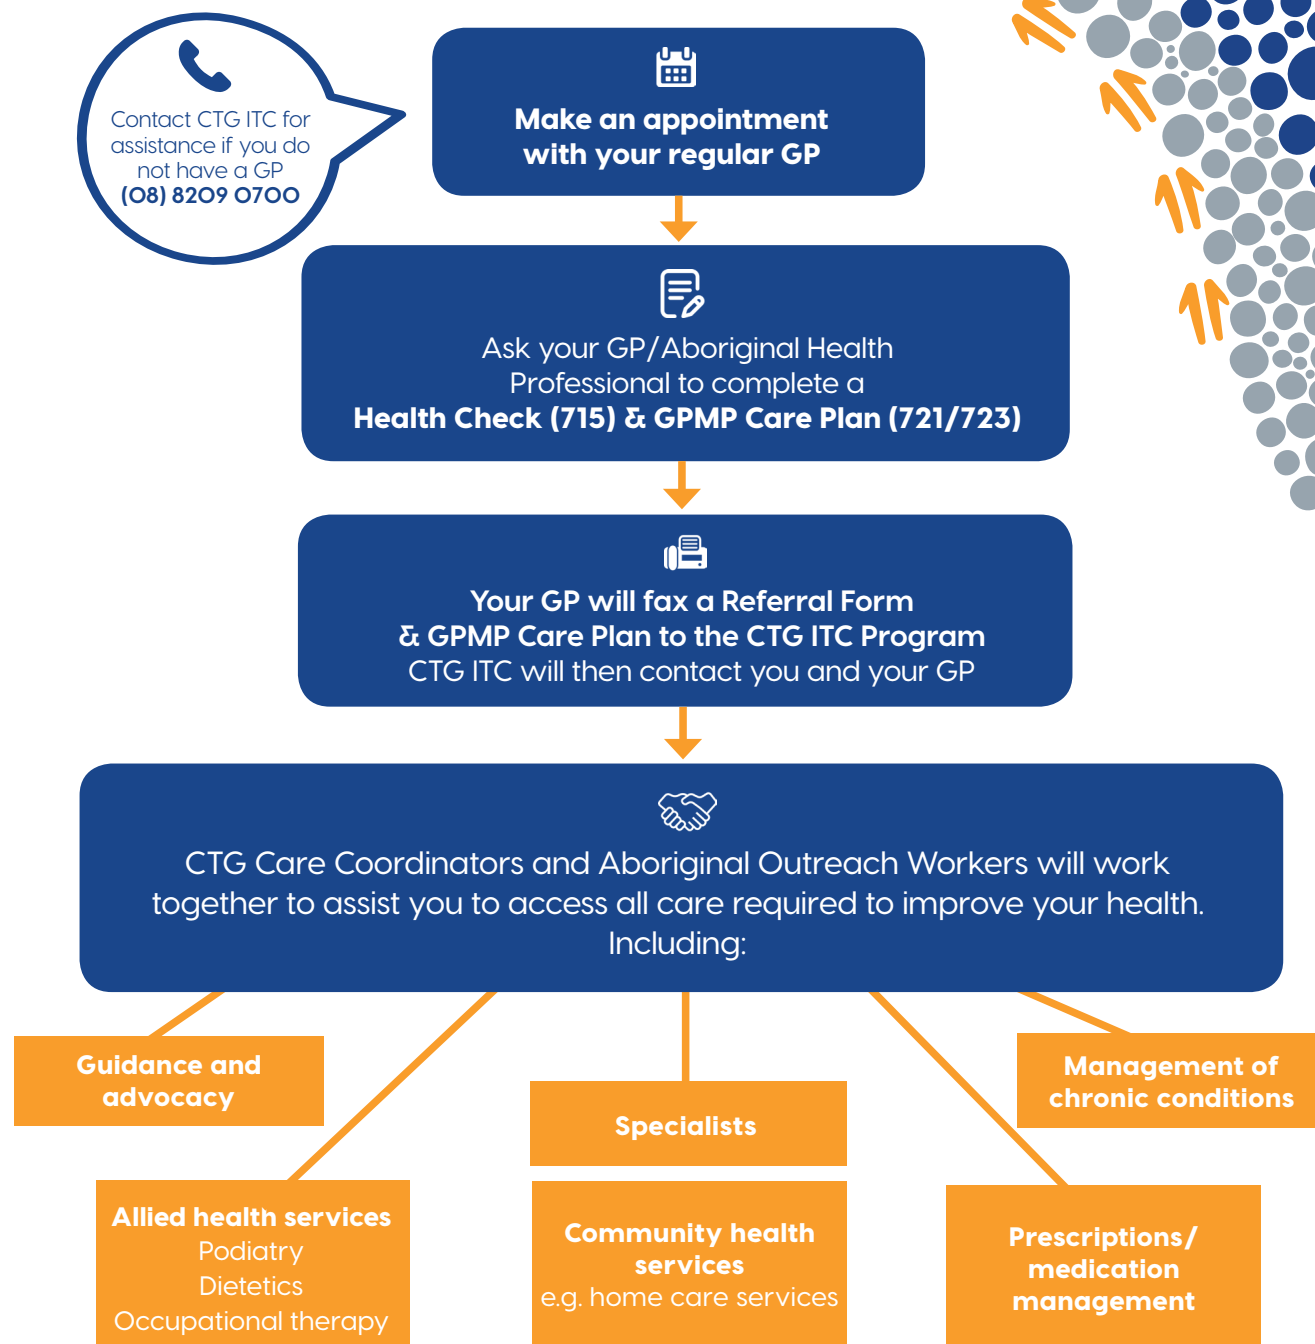 Contact CTG ITC for
assistance if you do
not have a GP
(08) 8209 0700
Make an appointment
with your regular GP
Ask your GP/Aboriginal Health
Professional to complete a
Health Check (715) & GPMP Care Plan (721/723)
Your GP will fax a Referral Form
& GPMP Care Plan to the CTG ITC Program
CTG ITC will then contact you and your GP
CTG Care Coordinators and Aboriginal Outreach Workers will work
together to assist you to access all care required to improve your health.
Including:
Guidance and
advocacy
Management of
chronic conditions
Specialists
Allied health services
Podiatry
Dietetics
Occupational therapy
Community health
services
e.g. home care services
Prescriptions/
medication
management